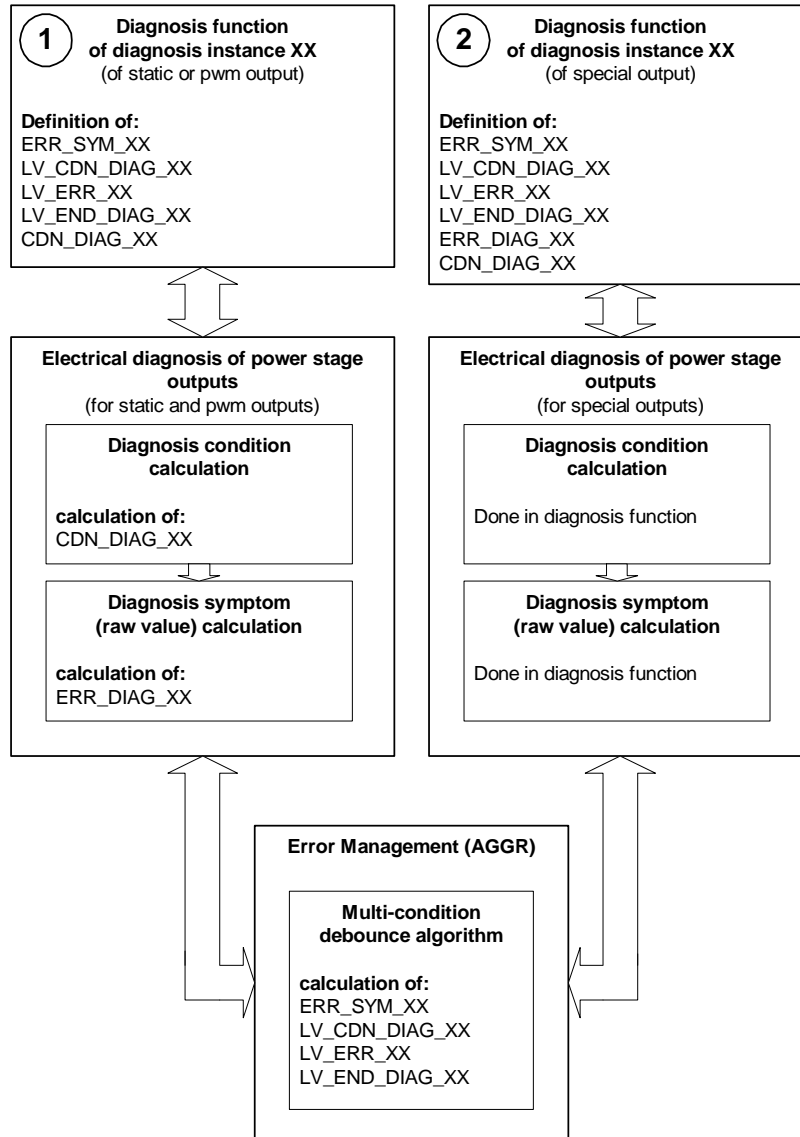 1
Diagnosis function
of diagnosis instance XX
(of static or pwm output)
Definition of:
ERR_SYM_XX
LV_CDN_DIAG_XX
LV_ERR_XX
LV_END_DIAG_XX
CDN_DIAG_XX
2
Diagnosis function
of diagnosis instance XX
(of special output)
Definition of:
ERR_SYM_XX
LV_CDN_DIAG_XX
LV_ERR_XX
LV_END_DIAG_XX
ERR_DIAG_XX
CDN_DIAG_XX
Electrical diagnosis of power stage
outputs
(for static and pwm outputs)
Diagnosis condition
calculation
calculation of:
CDN_DIAG_XX
Diagnosis symptom
(raw value) calculation
calculation of:
ERR_DIAG_XX
Electrical diagnosis of power stage
outputs
(for special outputs)
Diagnosis condition
calculation
Done in diagnosis function
Diagnosis symptom
(raw value) calculation
Done in diagnosis function
Error Management (AGGR)
Multi-condition
debounce algorithm
calculation of:
ERR_SYM_XX
LV_CDN_DIAG_XX
LV_ERR_XX
LV_END_DIAG_XX